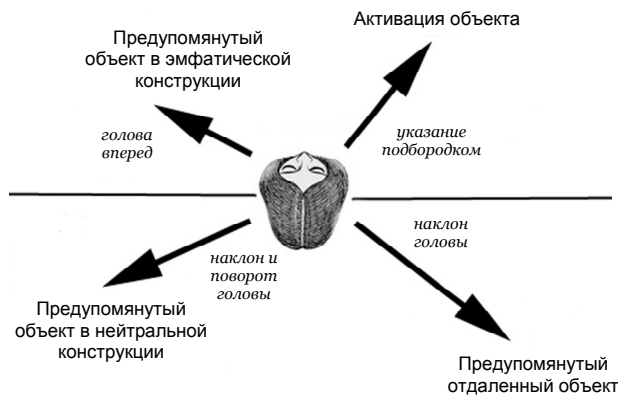 Активация объекта
Предупомянутый
объект в эмфатической
конструкции
голова
вперед
указание
подбородком
наклон
головы
наклон и
поворот
головы
Предупомянутый
объект в нейтральной
конструкции
Предупомянутый
отдаленный объект